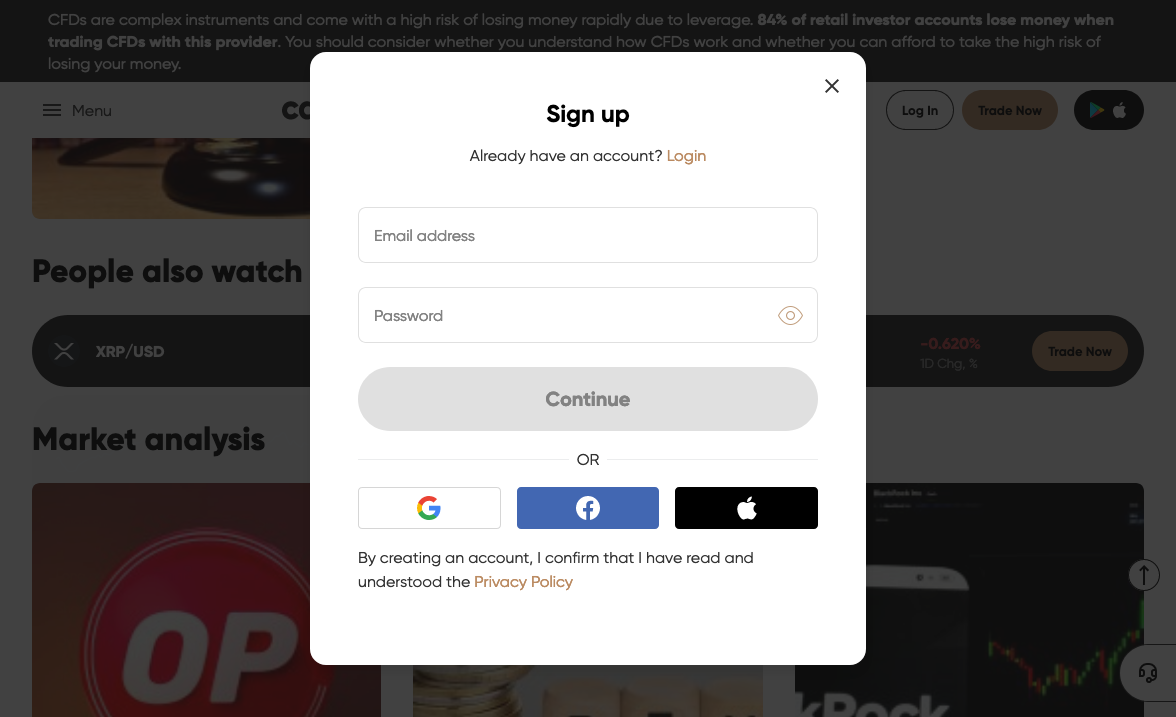 CFDs are complex instruments and come with a high risk of losing money rapidly due to leverage. 84% of retail investor accounts lose money when
trading CFDs with this provider. You should consider whether you understand how CFDs work and whether you can afford to take the high risk of
losing your money.
Menu
Log In
Trade Now
Sign up
Already have an account? Login
Email address
Password
Continue
OR
By creating an account, I confirm that I have read and
understood the Privacy Policy
People also watch
XRP/USD
-0.620%
1D Chg, %
Trade Now
Market analysis
OP